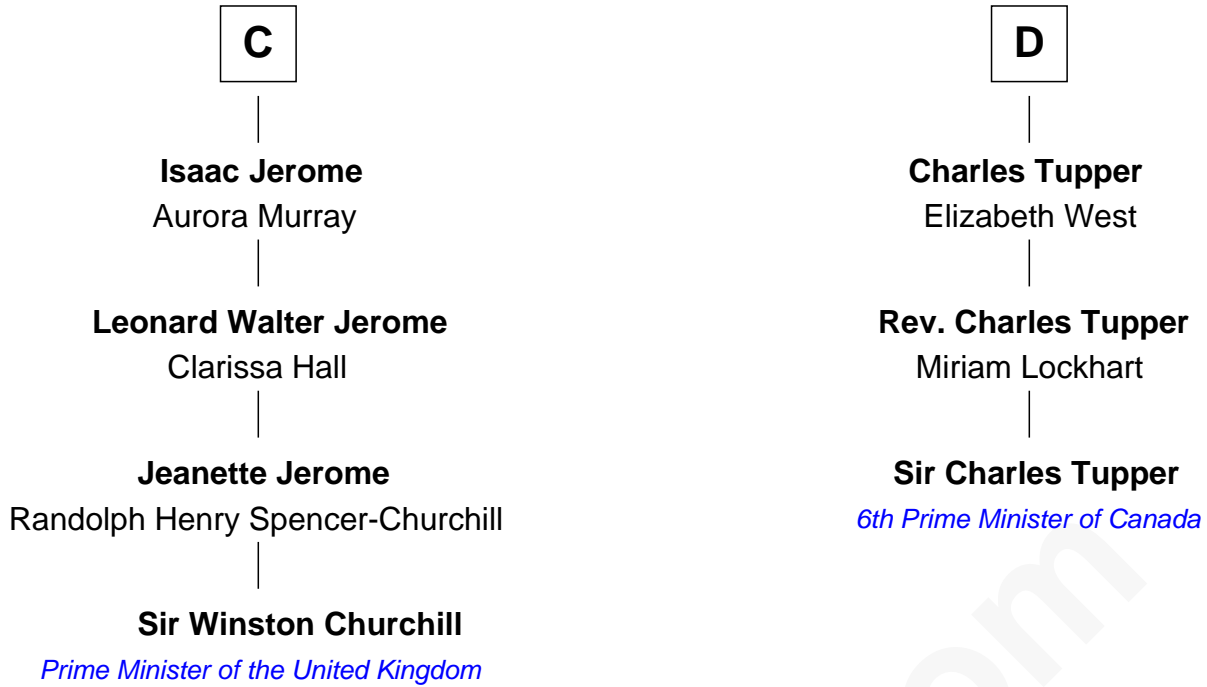 C
Isaac Jerome
Aurora Murray
Leonard Walter Jerome
Clarissa Hall
Jeanette Jerome
Randolph Henry Spencer-Churchill
Sir Winston Churchill
Prime Minister of the United Kingdom
D
Charles Tupper
Elizabeth West
Rev. Charles Tupper
Miriam Lockhart
Sir Charles Tupper
6th Prime Minister of Canada
om